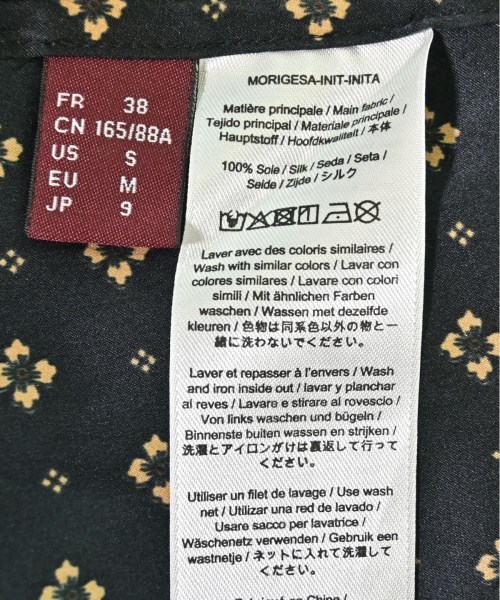 FR 38
CN 165/88A
US S
EU M
JP 9
MORIGESA-INIT-INITA
Matière principale / Main fabric /
Tejido principal / Materiale principale /
Hauptstoff / Hoofdkwaliteit / 本体
100% Soie / Silk / Seda / Seta /
Seide / Zijde / シルク
Laver avec des coloris similaires /
Wash with similar colors / Lavar con
colores similares / Lavare con colori
simili / Mit ähnlichen Farben
waschen / Wassen met dezelfde
kleuren / 色物は同系色以外の物と一
緒に洗わないでください。
Laver et repasser à l'envers / Wash
and iron inside out / lavar y planchar
al reves / Lavare e stirare al rovescio /
Von links waschen und bügeln /
Binnenste buiten wassen en strijken /
洗濯とアイロンがけは裏返して行って
ください。
Utiliser un filet de lavage / Use wash
net / Utilizar una red de lavado /
Usare sacco per lavatrice /
Wäschenetz verwenden / Gebruik een
wasnetje / ネットに入れて洗濯して
ください。